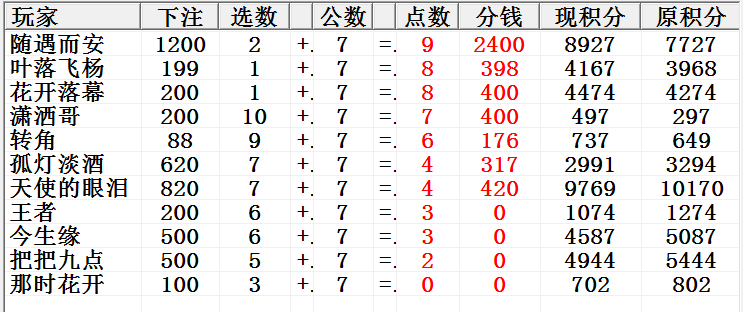 玩家 下注 选数 公数 点数 分钱 现积分 原积分
随遇而安 1200 2 +. 7 =. 9 2400 8927 7727
叶落飞杨 199 1 +. 7 =. 8 398 4167 3968
花开落幕 200 1 +. 7 =. 8 400 4474 4274
潇洒哥 200 10 +. 7 =. 7 400 497 297
转角 88 9 +. 7 =. 6 176 737 649
孤灯淡酒 620 7 +. 7 =. 4 317 2991 3294
天使的眼泪 820 7 +. 7 =. 4 420 9769 10170
王者 200 6 +. 7 =. 3 0 1074 1274
今生缘 500 6 +. 7 =. 3 0 4587 5087
把把九点 500 5 +. 7 =. 2 0 4944 5444
那时花开 100 3 +. 7 =. 0 0 702 802